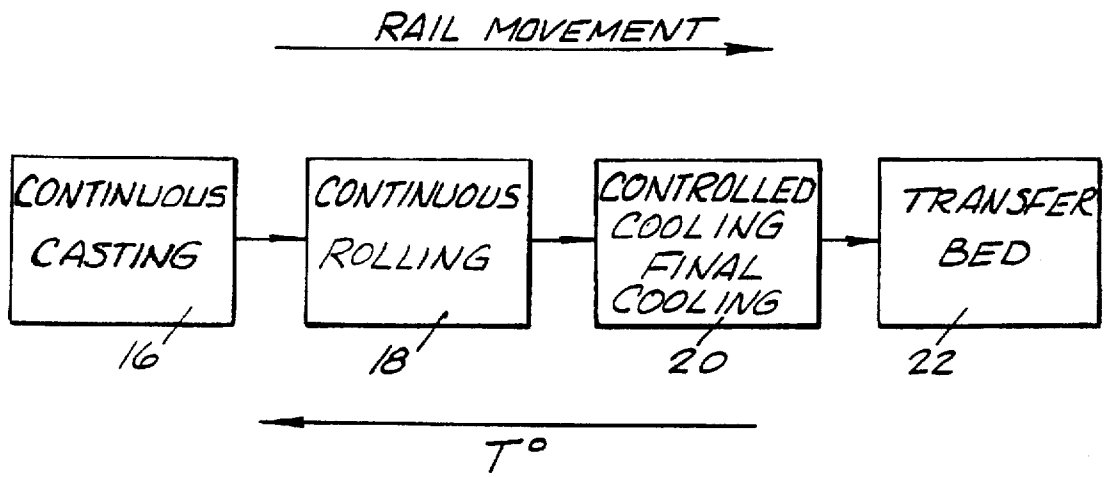 RAIL MOVEMENT
CONTINUOUS
CASTING
16
CONTINUOUS
ROLLING
18
CONTROLLED
COOLING
FINAL
COOLING
20
TRANSFER
BED
22
T°